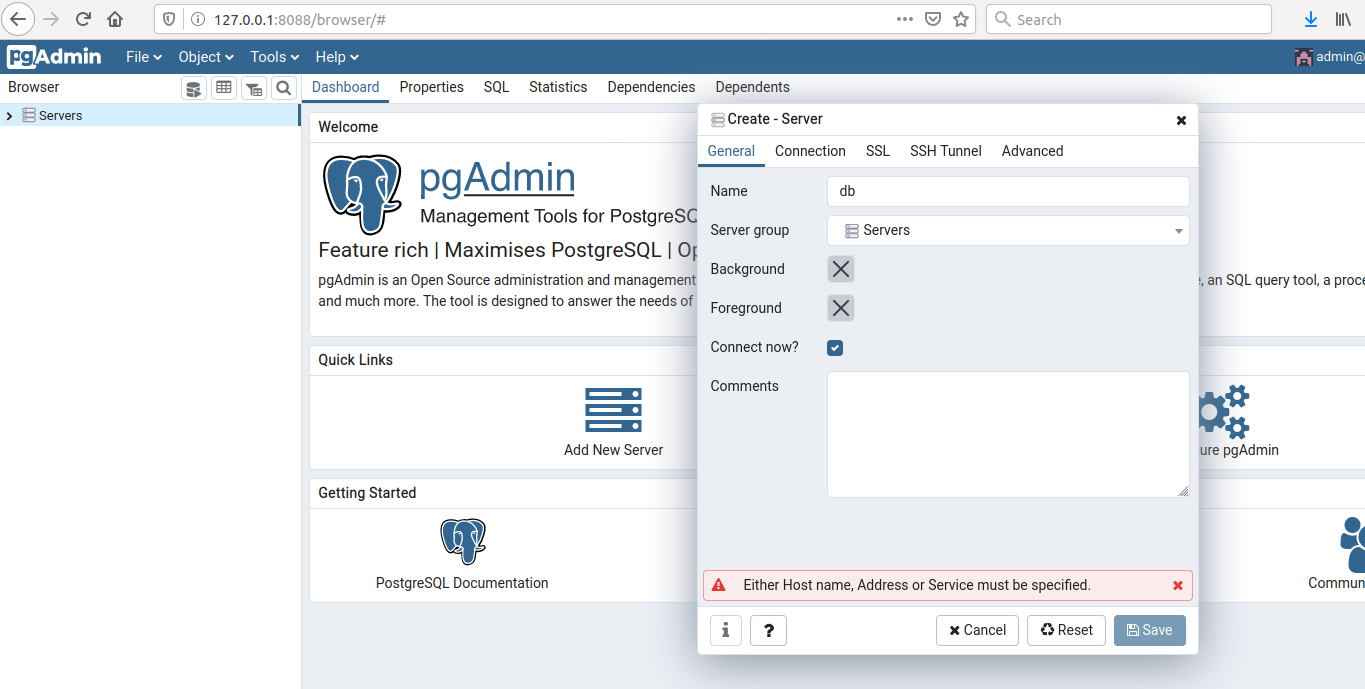 127.0.0.1:8088/browser/#
Search
pgAdmin
File
Object
Tools
Help
admin@
Browser
Dashboard
Properties
SQL
Statistics
Dependencies
Dependents
Servers
Welcome
pgAdmin
Management Tools for PostgreSQ
Feature rich | Maximises PostgreSQL | Op
pgAdmin is an Open Source administration and management
, an SQL query tool, a proce
and much more. The tool is designed to answer the needs of
Quick Links
Add New Server
ure pgAdmin
Getting Started
PostgreSQL Documentation
Commun
Create - Server
General
Connection
SSL
SSH Tunnel
Advanced
Name
db
Server group
Servers
Background
Foreground
Connect now?
Comments
Either Host name, Address or Service must be specified.
i
?
Cancel
Reset
Save